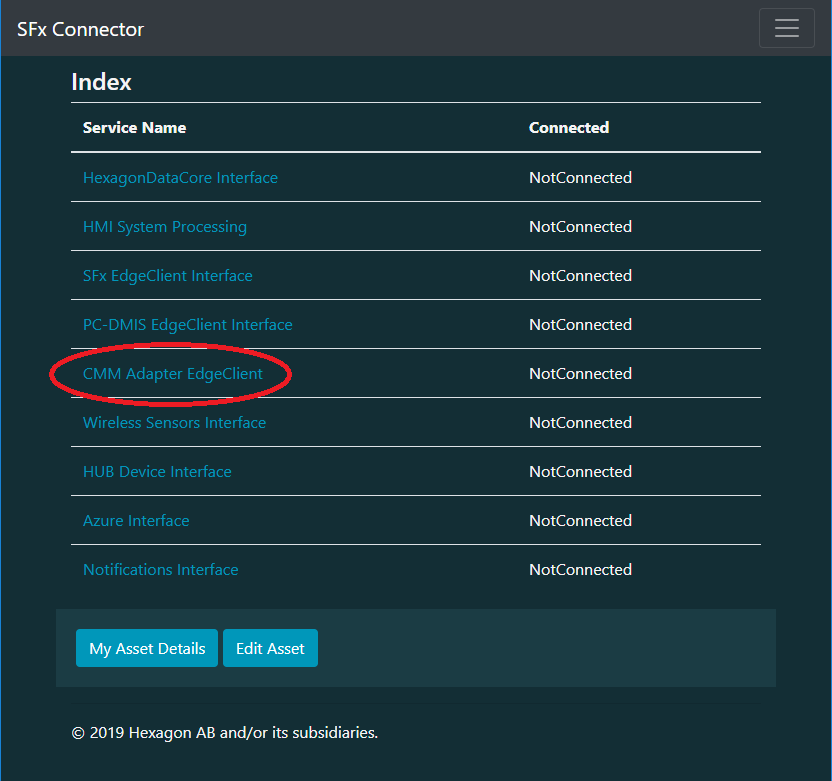 SFx Connector
Index
Service Name Connected
HexagonDataCore Interface NotConnected
HMI System Processing NotConnected
SFx EdgeClient Interface NotConnected
PC-DMIS EdgeClient Interface NotConnected
CMM Adapter EdgeClient NotConnected
Wireless Sensors Interface NotConnected
HUB Device Interface NotConnected
Azure Interface NotConnected
Notifications Interface NotConnected
My Asset Details Edit Asset
© 2019 Hexagon AB and/or its subsidiaries.